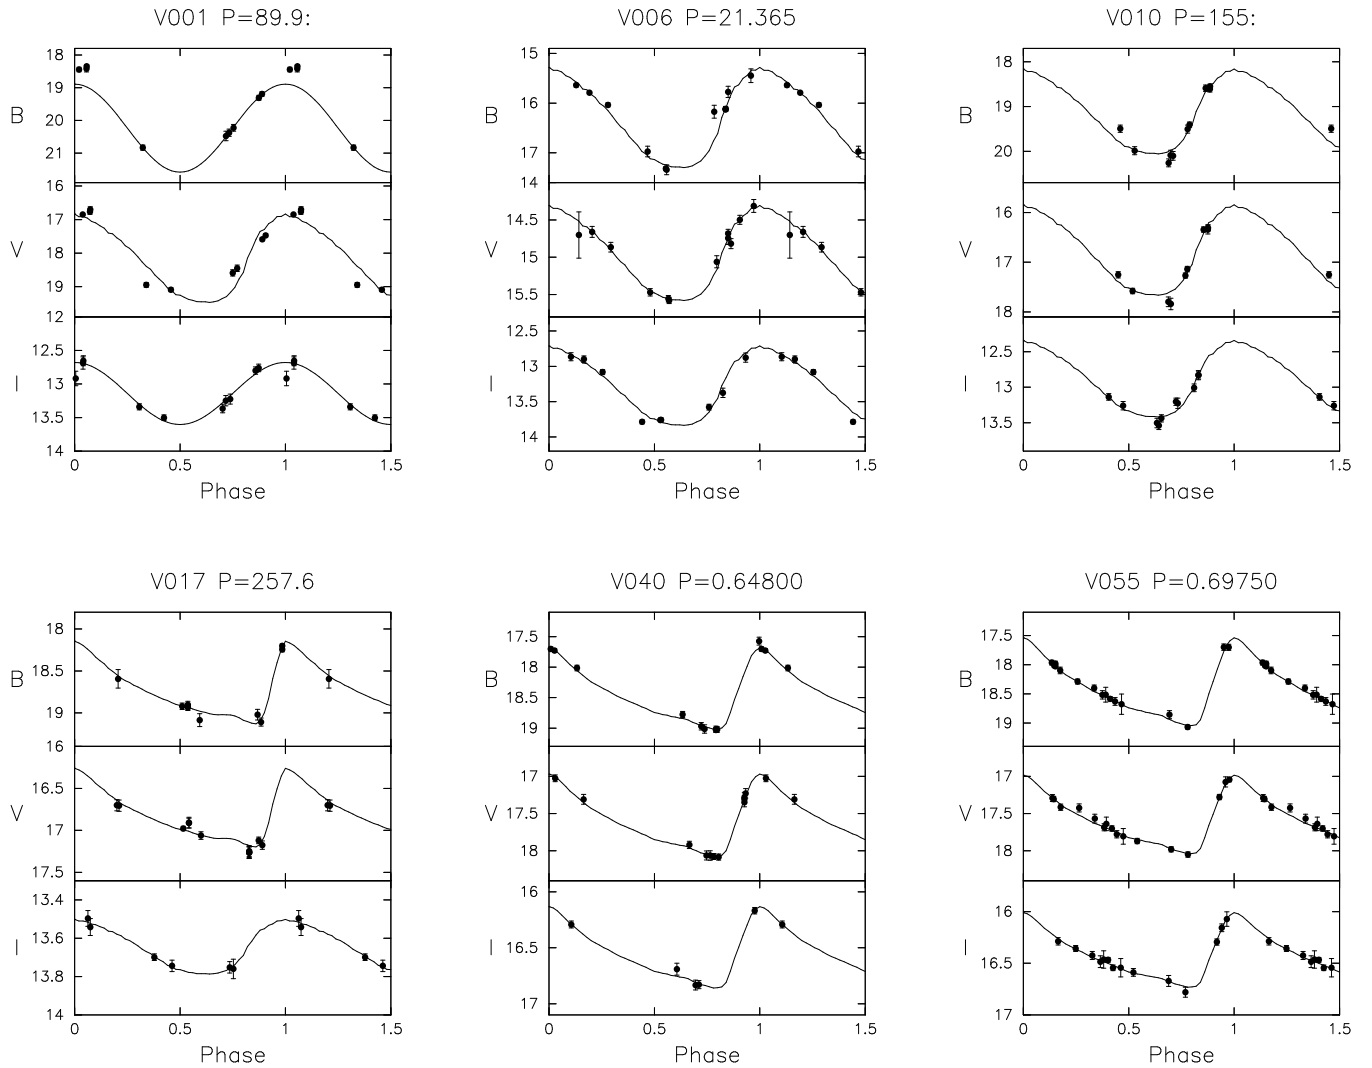 V001 P=89.9:
V006 P=21.365
V010 P=155:
18
19
20
21
B
16
17
18
19
V
12
12.5
13
13.5
14
I
0 0.5 1 1.5
Phase
15
16
17
B
14
14.5
15
15.5
V
12.5
13
13.5
14
I
0 0.5 1 1.5
Phase
18
19
20
B
16
17
18
V
12.5
13
13.5
I
0 0.5 1 1.5
Phase
V017 P=257.6
V040 P=0.64800
V055 P=0.69750
18
18.5
19
B
16
16.5
17
17.5
V
13.4
13.6
13.8
14
I
0 0.5 1 1.5
Phase
17.5
18
18.5
19
B
17
17.5
18
V
16
16.5
17
I
0 0.5 1 1.5
Phase
17.5
18
18.5
19
B
17
17.5
18
V
16
16.5
17
I
0 0.5 1 1.5
Phase